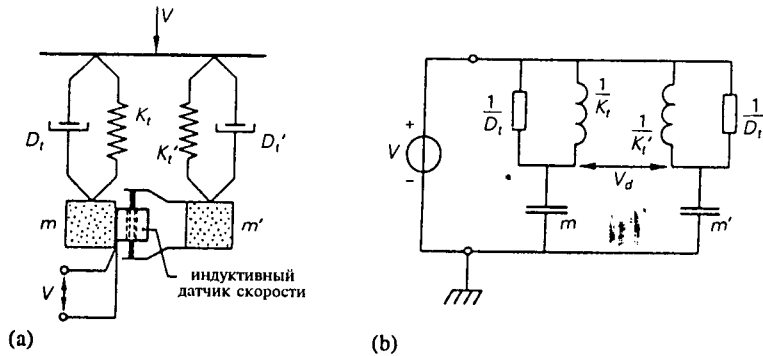 V
D_t
K_t
K_t'
D_t'
m
m'
индуктивный
датчик скорости
V
(a)
+
V
−
1/D_t
1/K_t
1/K_t'
1/D_t'
V_d
m
m'
(b)